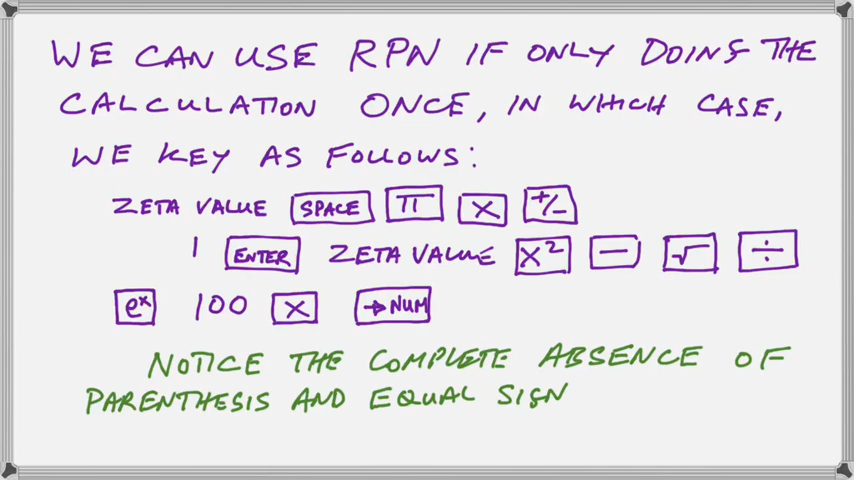 WE CAN USE RPN IF ONLY DOING THE
CALCULATION ONCE, IN WHICH CASE,
WE KEY AS FOLLOWS:
ZETA VALUE SPACE π × +/-
1 ENTER ZETA VALUE x² — √ ÷
eˣ 100 × →NUM
NOTICE THE COMPLETE ABSENCE OF
PARENTHESIS AND EQUAL SIGN